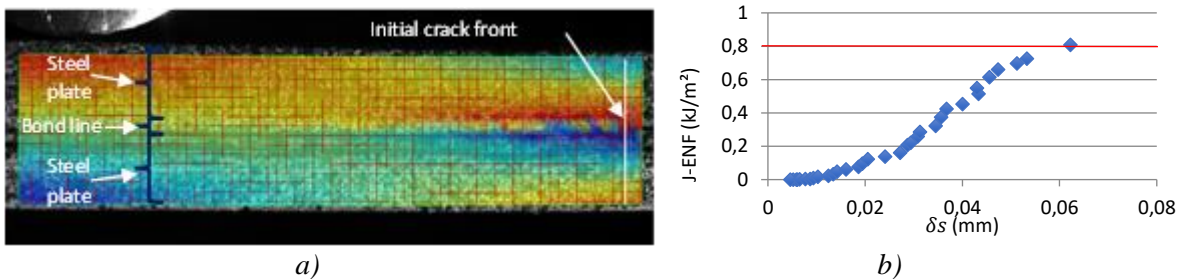 Initial crack front
Steel
plate
Bond line
Steel
plate
a)
J-ENF (kJ/m²)
1
0,8
0,6
0,4
0,2
0
0
0,02
0,04
0,06
0,08
δs (mm)
b)